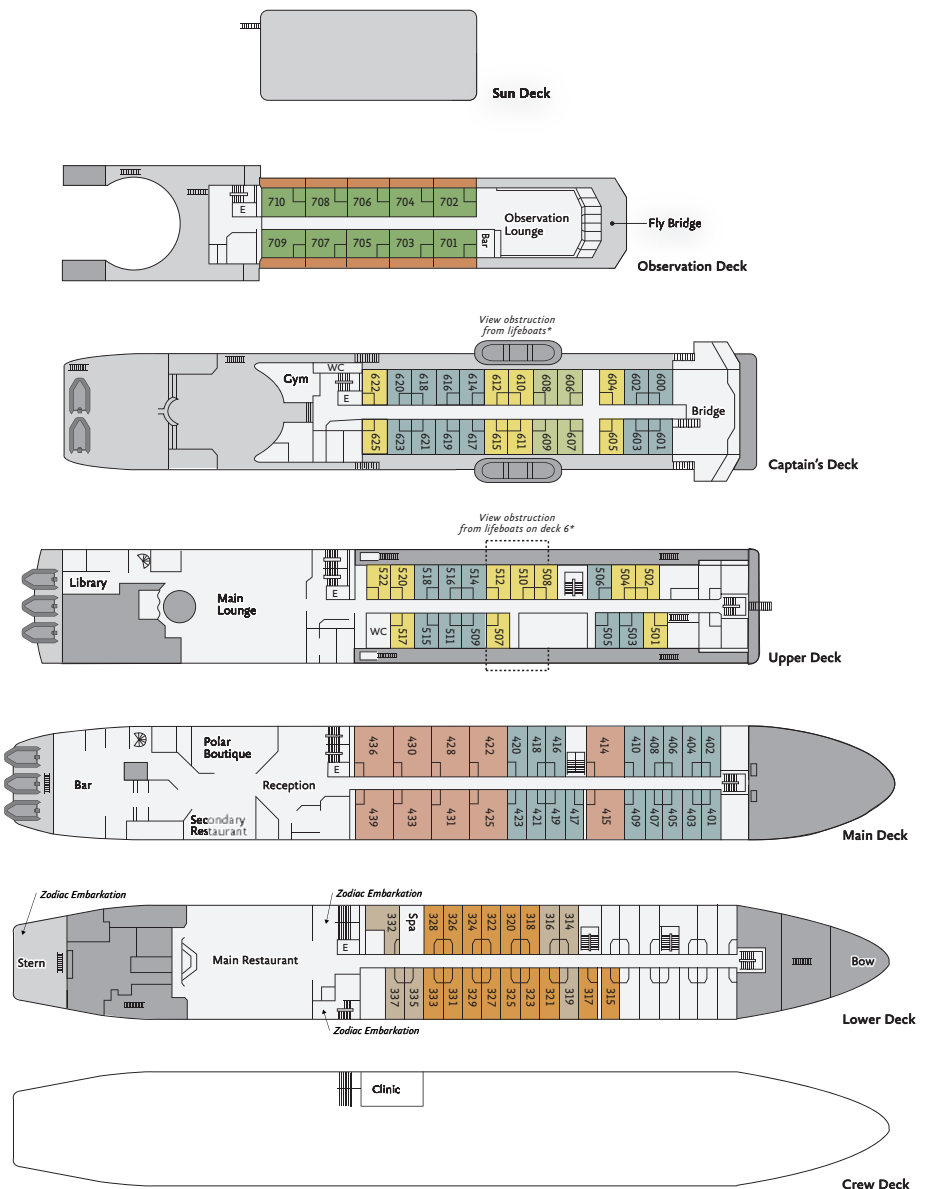 Sun Deck
710 708 706 704 702
E
Observation
Lounge
Fly Bridge
709 707 705 703 701
Bar
Observation Deck
View obstruction
from lifeboats*
WC
Gym
622 620 618 616 614 612 610 608 606 604 602 600
E
Bridge
625 623 621 619 617 615 611 609 607 605 603 601
Captain's Deck
View obstruction
from lifeboats on deck 6*
Library
522 520 518 516 514 512 510 508 506 504 502
E
Main
Lounge
WC
517 515 511 509 507 505 503 501
Upper Deck
Polar
Boutique
436 430 428 422 420 418 416 414 410 408 406 404 402
E
Bar
Reception
Secondary
Restaurant
439 433 431 425 423 421 419 417 415 409 407 405 403 401
Main Deck
Zodiac Embarkation
Zodiac Embarkation
332 Spa 328 326 324 322 320 318 316 314
E
Stern
Main Restaurant
Bow
337 335 333 331 329 327 325 323 321 319 317 315
Zodiac Embarkation
Lower Deck
Clinic
Crew Deck